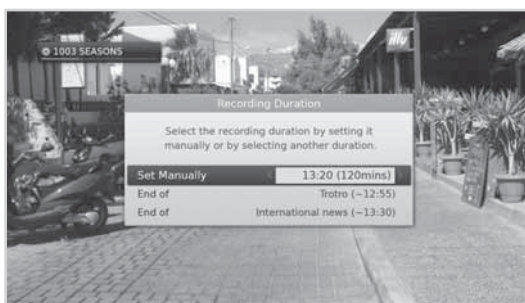 1003 SEASONS
illy
Recording Duration
Select the recording duration by setting it
manually or by selecting another duration.
Set Manually 13:20 (120mins)
End of Trotro (~12:55)
End of International news (~13:30)